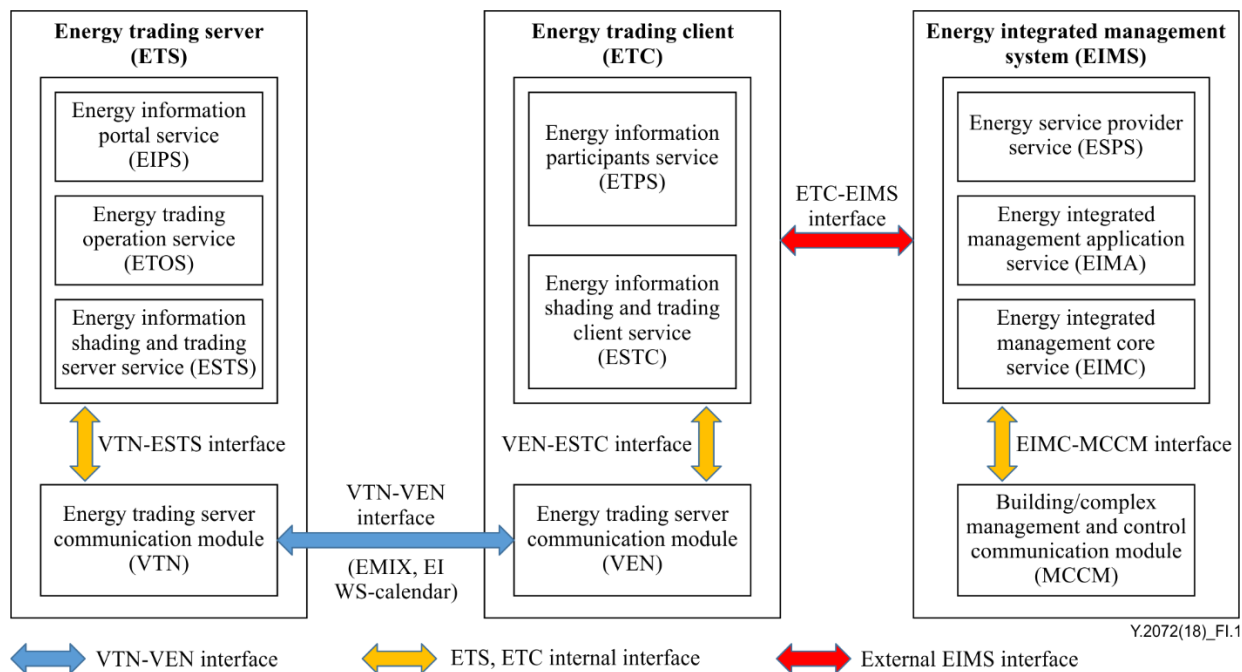 Energy trading server
(ETS)
Energy information
portal service
(EIPS)
Energy trading
operation service
(ETOS)
Energy information
shading and trading
server service (ESTS)
VTN-ESTS interface
Energy trading server
communication module
(VTN)
VTN-VEN
interface
(EMIX, EI
WS-calendar)
Energy trading client
(ETC)
Energy information
participants service
(ETPS)
Energy information
shading and trading
client service
(ESTC)
VEN-ESTC interface
Energy trading server
communication module
(VEN)
ETC-EIMS
interface
Energy integrated management
system (EIMS)
Energy service provider
service (ESPS)
Energy integrated
management application
service (EIMA)
Energy integrated
management core
service (EIMC)
EIMC-MCCM interface
Building/complex
management and control
communication module
(MCCM)
Y.2072(18)_FI.1
VTN-VEN interface
ETS, ETC internal interface
External EIMS interface